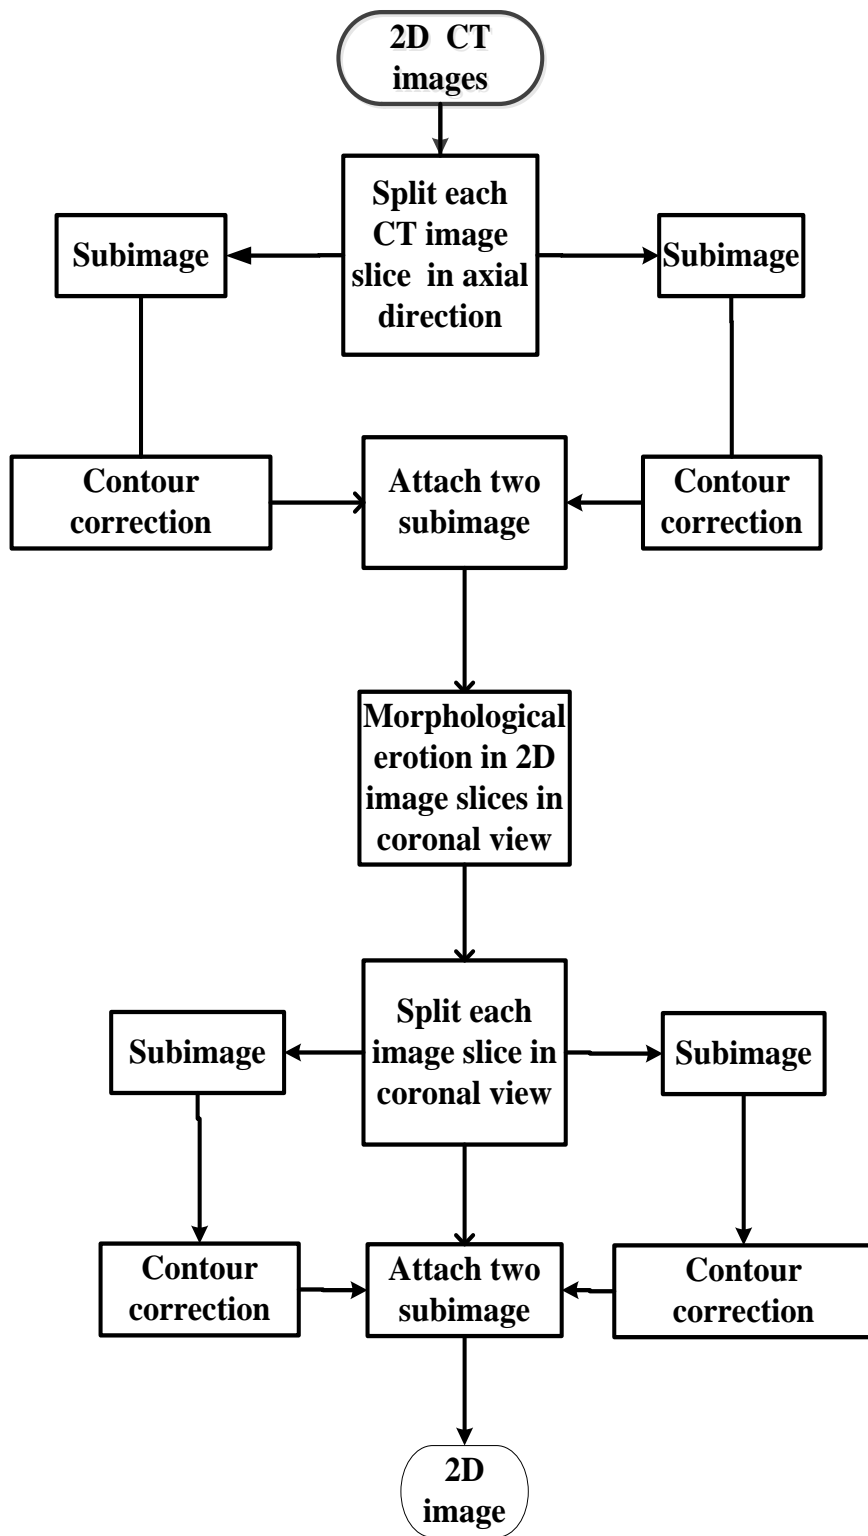 2D CT
images
Split each
CT image
slice in axial
direction
Subimage
Subimage
Contour
correction
Attach two
subimage
Contour
correction
Morphological
erotion in 2D
image slices in
coronal view
Split each
image slice in
coronal view
Subimage
Subimage
Contour
correction
Attach two
subimage
Contour
correction
2D
image